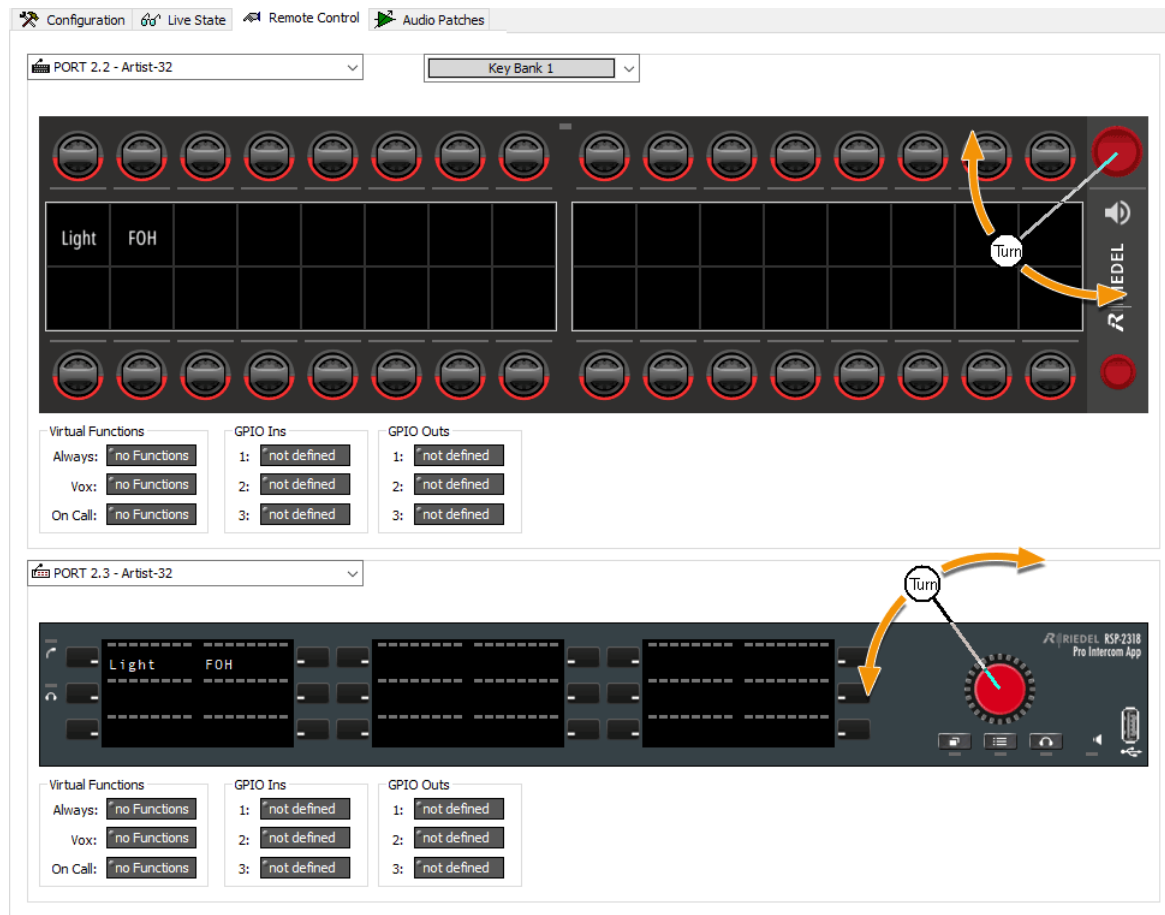 Configuration Live State Remote Control Audio Patches
PORT 2.2 - Artist-32 Key Bank 1
Light FOH
Turn
RIEDEL
Virtual Functions GPIO Ins GPIO Outs
Always: no Functions 1: not defined 1: not defined
Vox: no Functions 2: not defined 2: not defined
On Call: no Functions 3: not defined 3: not defined
PORT 2.3 - Artist-32
Turn
RIEDEL RSP-2318
Pro Intercom App
Light FOH
Virtual Functions GPIO Ins GPIO Outs
Always: no Functions 1: not defined 1: not defined
Vox: no Functions 2: not defined 2: not defined
On Call: no Functions 3: not defined 3: not defined